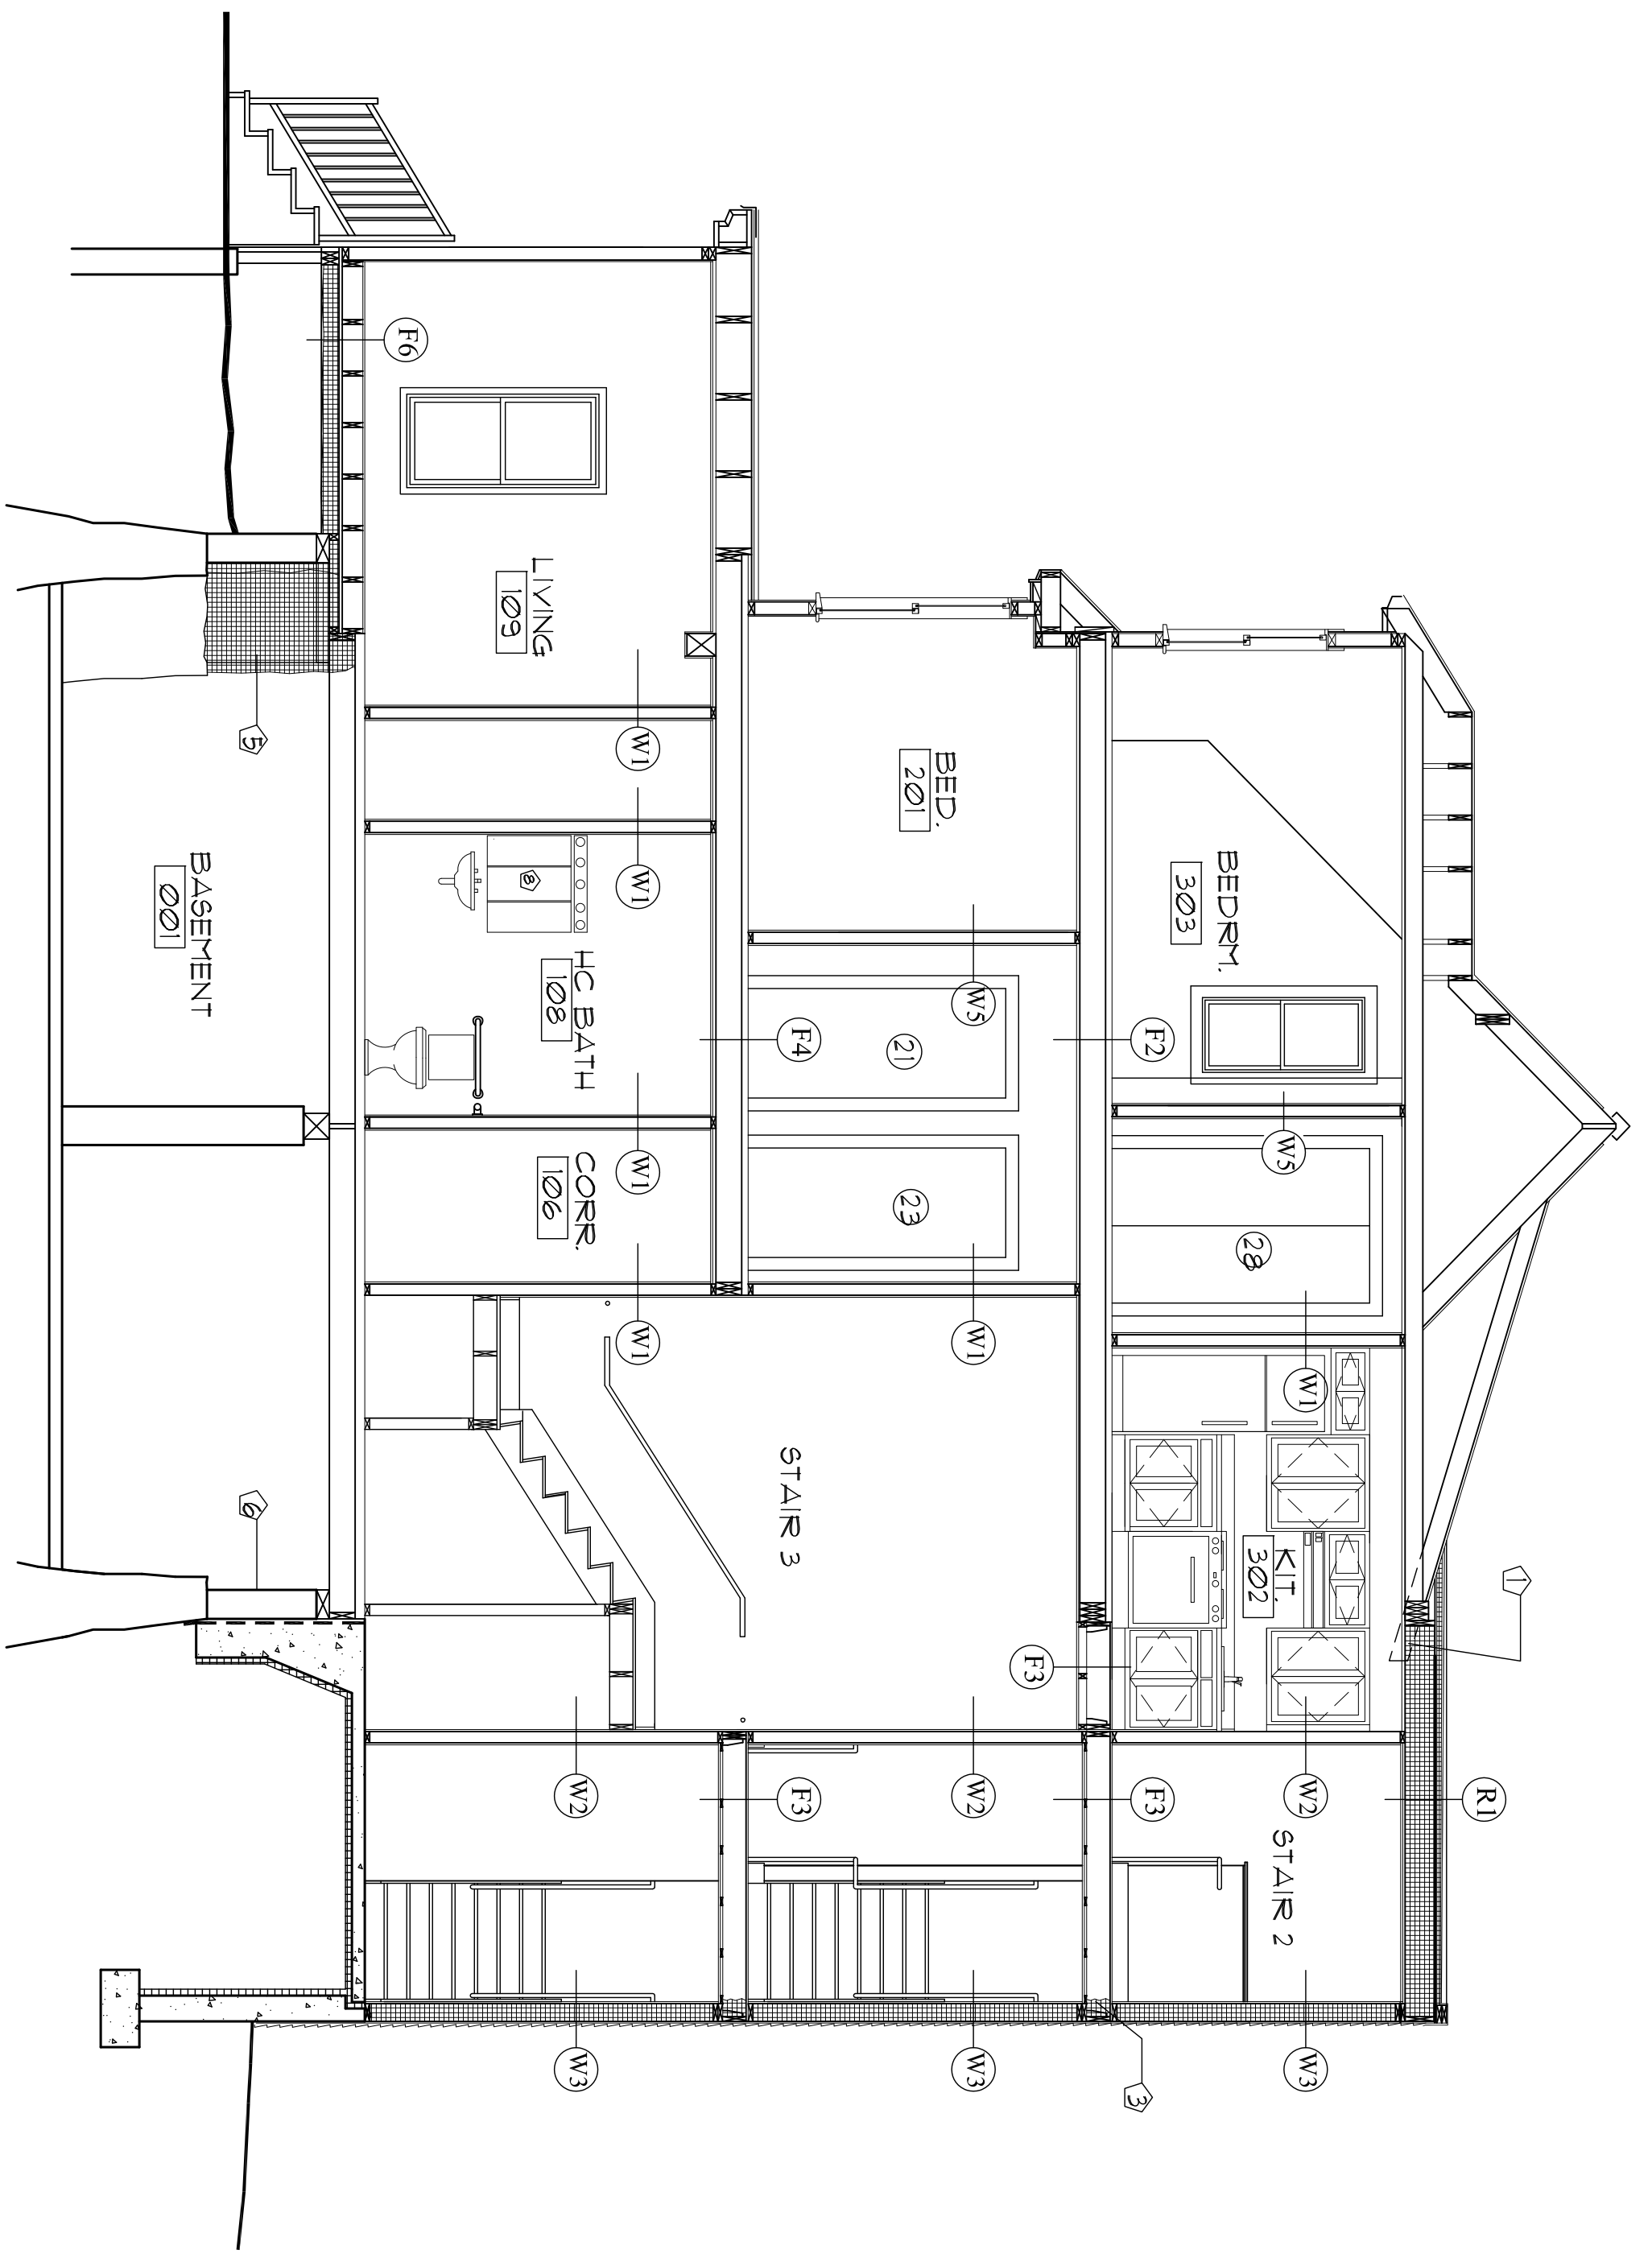 1
R1
BEDRM.
303
W5
28
W1
KIT.
302
W2
STAIR 2
W3
F2
F3
F3
3
BED.
201
W5
21
23
W1
STAIR 3
W2
W3
F4
F3
LIVING
109
W1
W1
8
HC BATH
108
W1
CORR.
106
W1
W2
W3
F6
5
6
BASEMENT
001